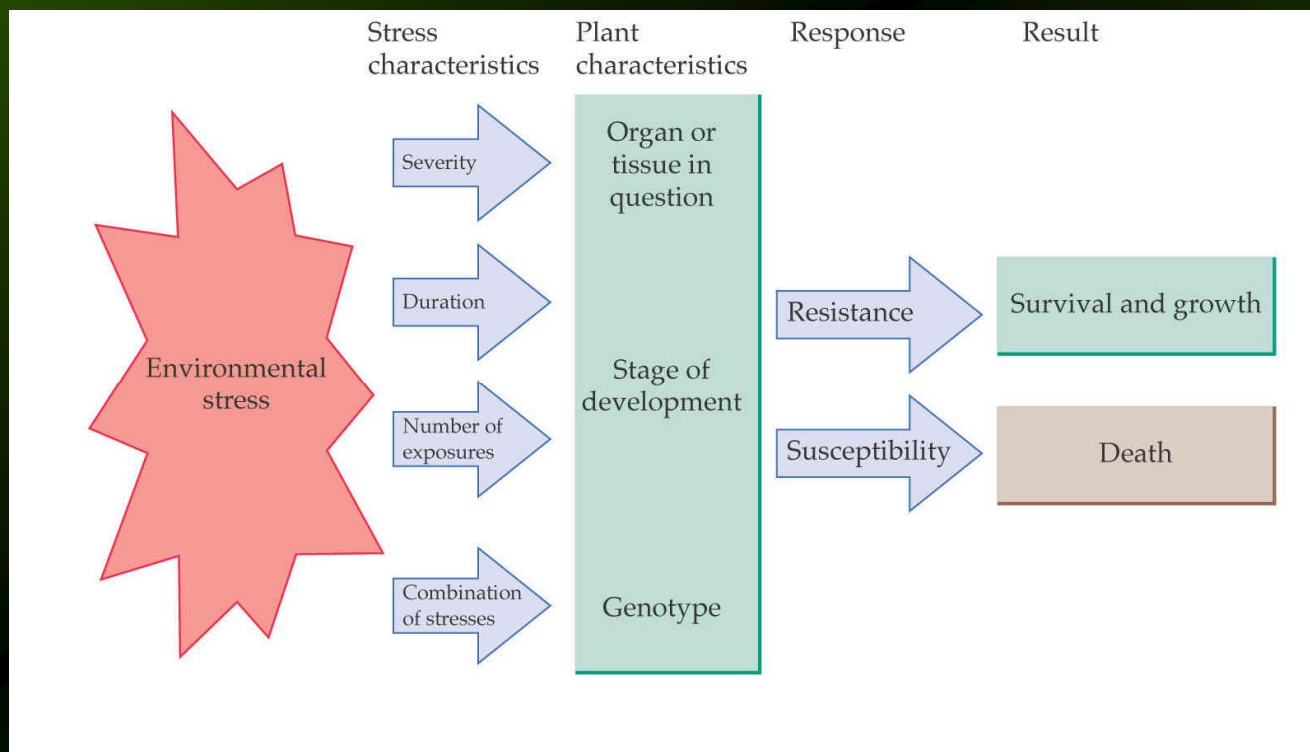 Stress
characteristics
Plant
characteristics
Response
Result
Environmental
stress
Severity
Duration
Number of
exposures
Combination
of stresses
Organ or
tissue in
question
Stage of
development
Genotype
Resistance
Susceptibility
Survival and growth
Death